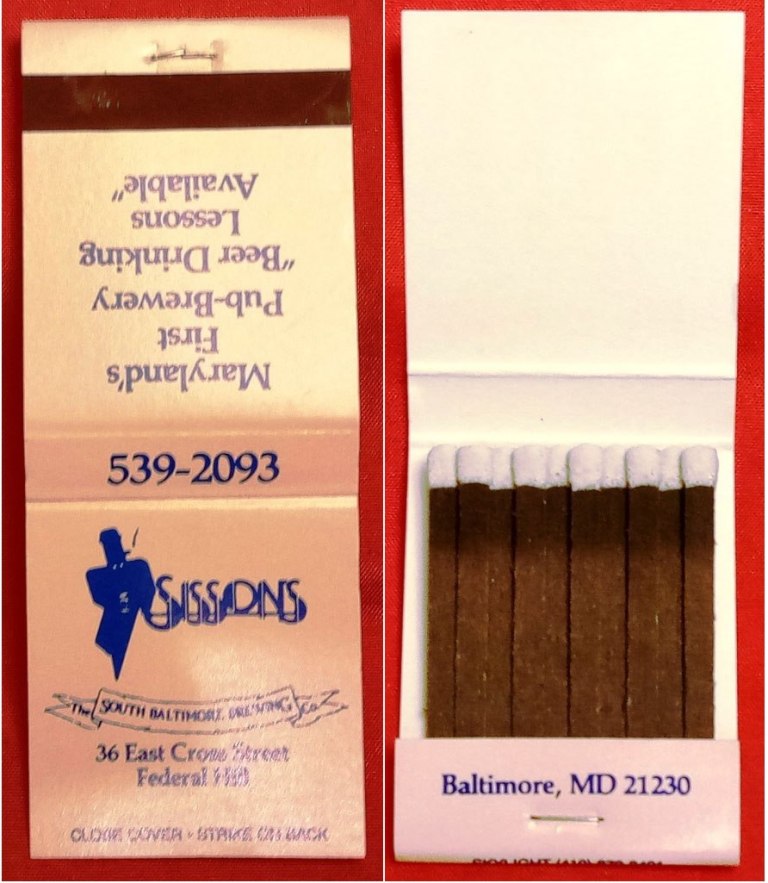 Maryland's
First
Pub-Brewery
"Beer Drinking
Lessons
Available"
539-2093
SISSONS
The SOUTH BALTIMORE BREWING Co
36 East Cross Street
Federal Hill
CLOSE COVER - STRIKE ON BACK
Baltimore, MD 21230